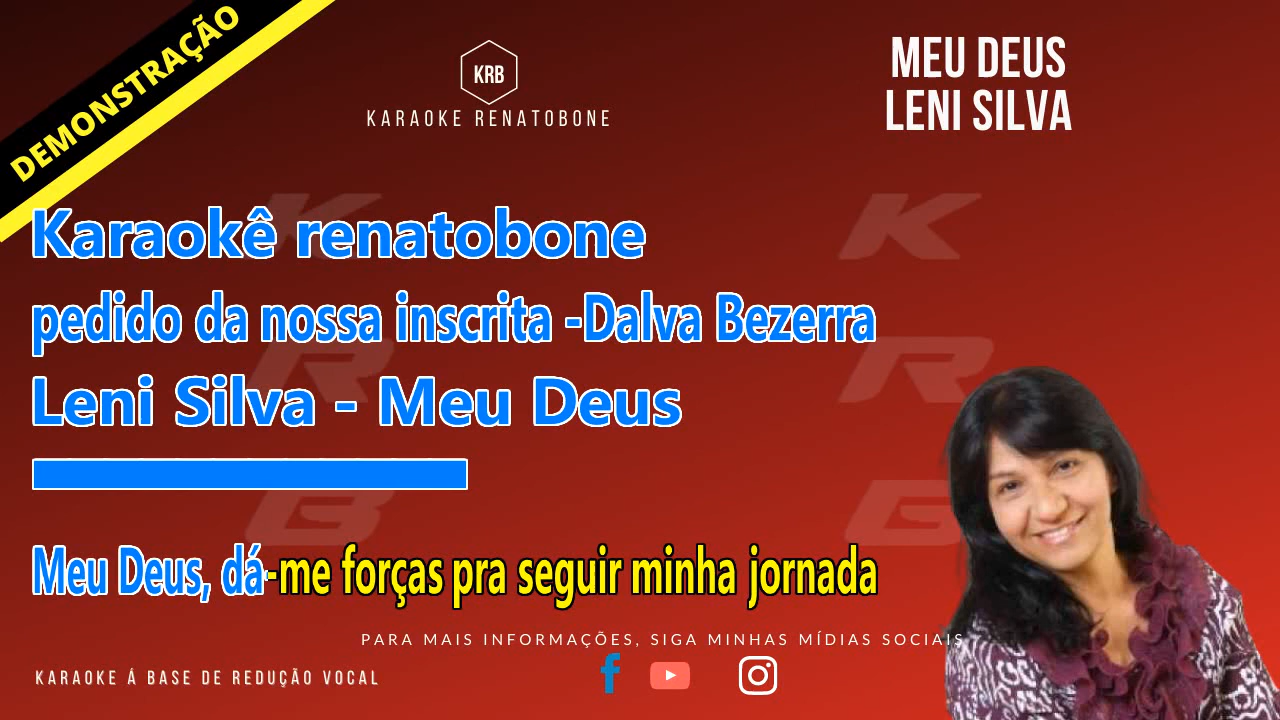 DEMONSTRAÇÃO
KRB
KARAOKE RENATOBONE
MEU DEUS
LENI SILVA
Karaokê renatobone
pedido da nossa inscrita -Dalva Bezerra
Leni Silva - Meu Deus
Meu Deus, dá-me forças pra seguir minha jornada
PARA MAIS INFORMAÇÕES, SIGA MINHAS MÍDIAS SOCIAIS
KARAOKE Á BASE DE REDUÇÃO VOCAL
K
R
B
K
R
B